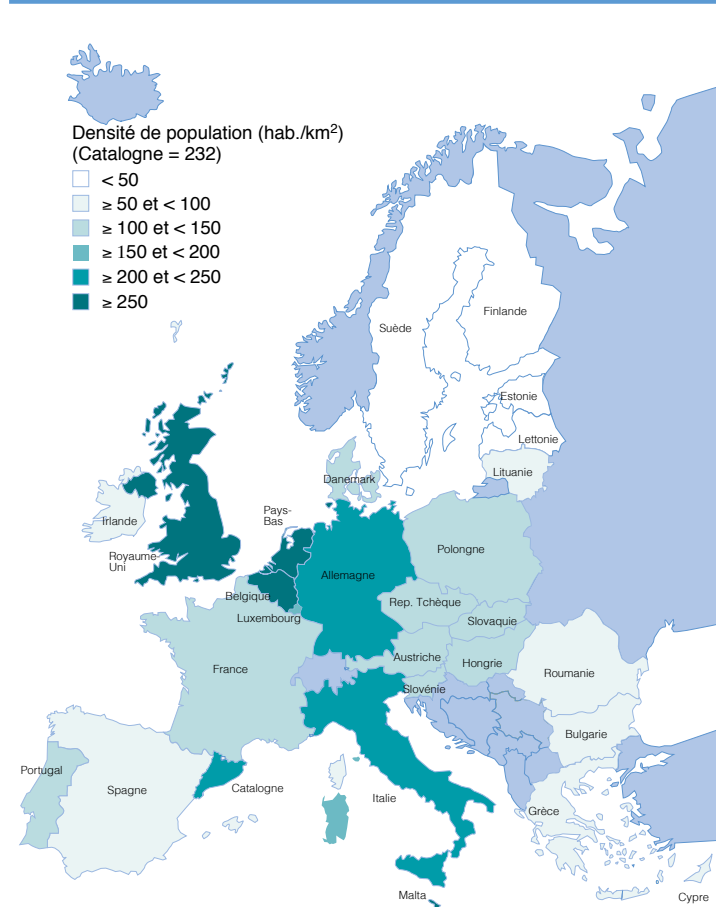 Densité de population (hab./km²)
(Catalogne = 232)
< 50
≥ 50 et < 100
≥ 100 et < 150
≥ 150 et < 200
≥ 200 et < 250
≥ 250
Finlande
Suède
Estonie
Lettonie
Lituanie
Danemark
Pays-
Bas
Irlande
Royaume-
Uni
Polongne
Allemagne
Belgique
Rep. Tchèque
Luxembourg
Slovaquie
Austriche
Hongrie
France
Roumanie
Slovénie
Bulgarie
Portugal
Spagne
Catalogne
Italie
Grèce
Malta
Cypre